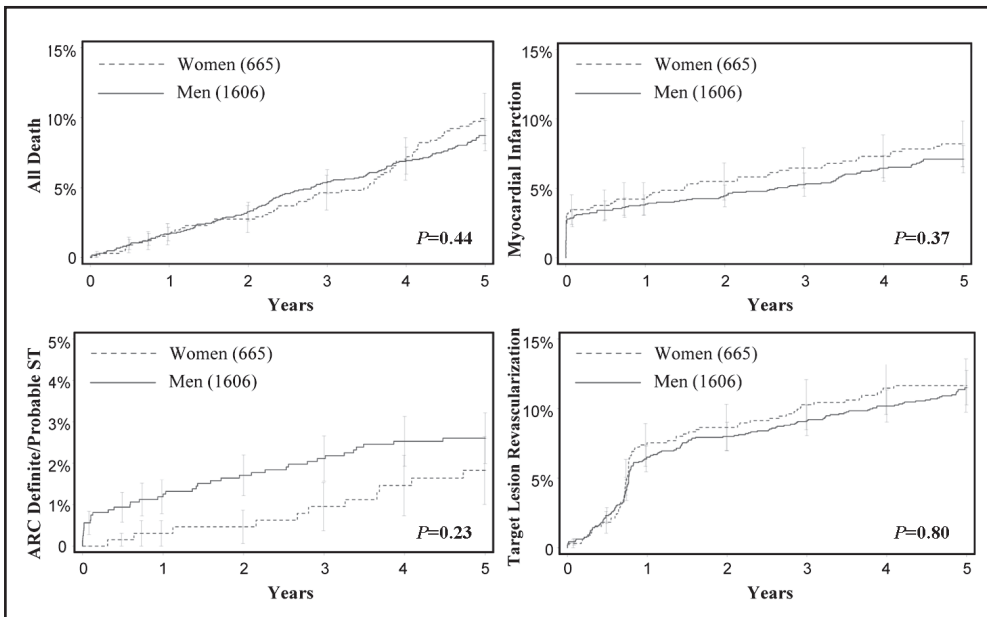 All Death
15%
10%
5%
0
Women (665)
Men (1606)
P=0.44
0 1 2 3 4 5
Years
Myocardial Infarction
15%
10%
5%
0
Women (665)
Men (1606)
P=0.37
0 1 2 3 4 5
Years
ARC Definite/Probable ST
5%
4%
3%
2%
1%
0
Women (665)
Men (1606)
P=0.23
0 1 2 3 4 5
Years
Target Lesion Revascularization
15%
10%
5%
0
Women (665)
Men (1606)
P=0.80
0 1 2 3 4 5
Years